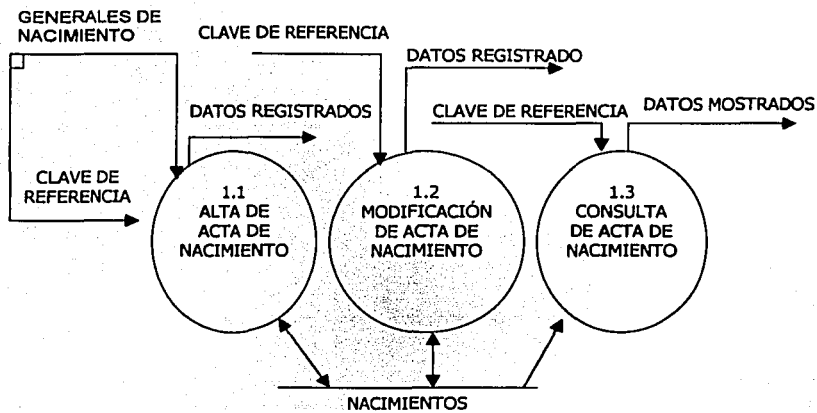 GENERALES DE
NACIMIENTO
CLAVE DE REFERENCIA
DATOS REGISTRADO
DATOS REGISTRADOS
CLAVE DE REFERENCIA
DATOS MOSTRADOS
CLAVE DE
REFERENCIA
1.1
ALTA DE
ACTA DE
NACIMIENTO
1.2
MODIFICACIÓN
DE ACTA DE
NACIMIENTO
1.3
CONSULTA
DE ACTA DE
NACIMIENTO
NACIMIENTOS